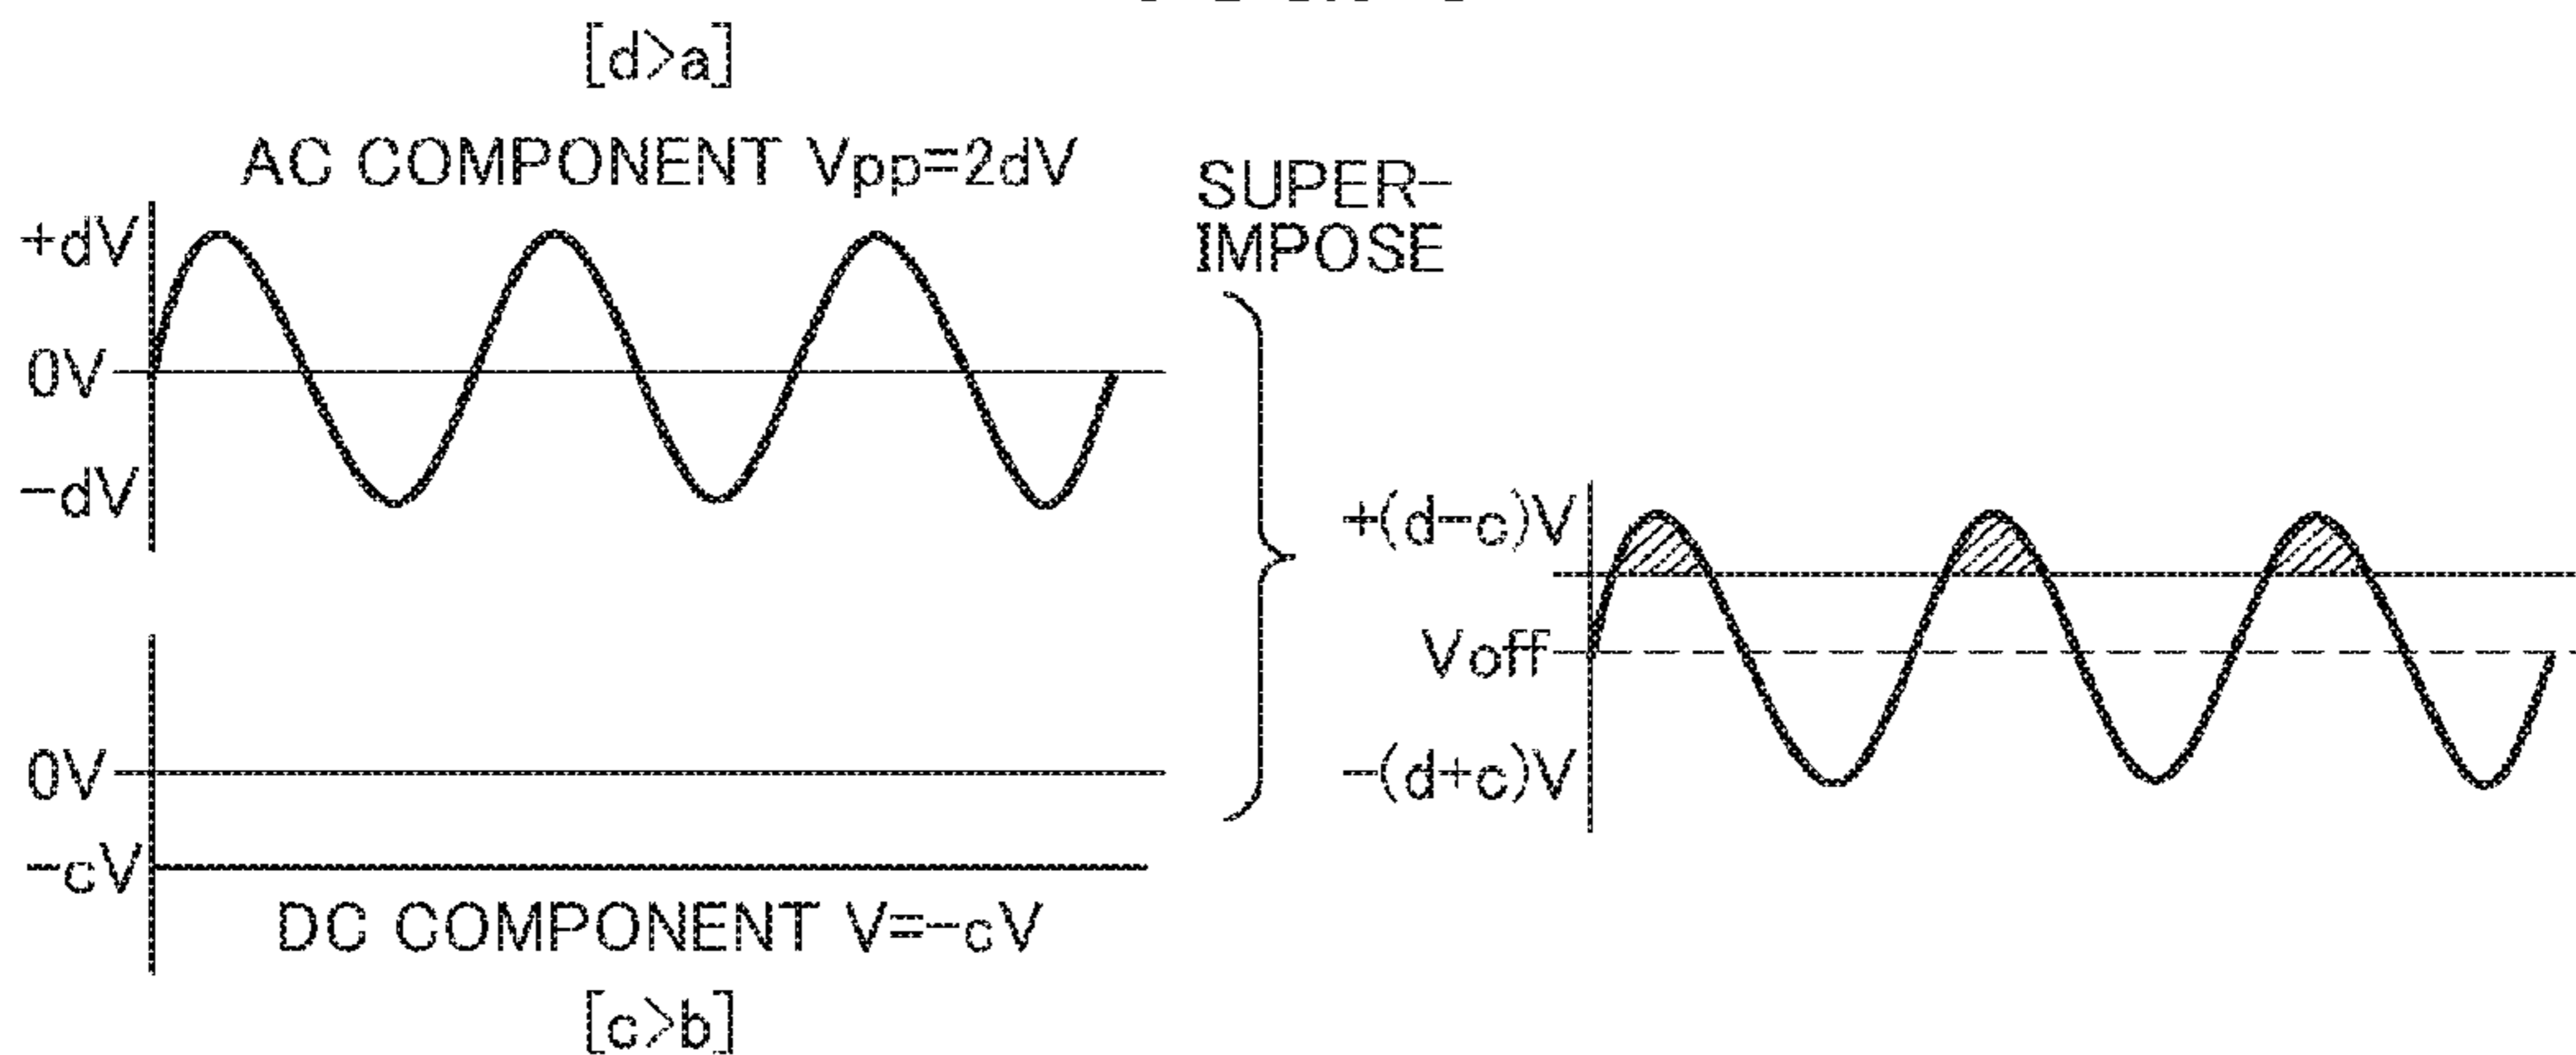 [d>a]
AC COMPONENT Vpp=2dV
+dV
0V
-dV
SUPER-
IMPOSE
0V
-cV
DC COMPONENT V=-cV
[c>b]
+(d-c)V
Voff
-(d+c)V